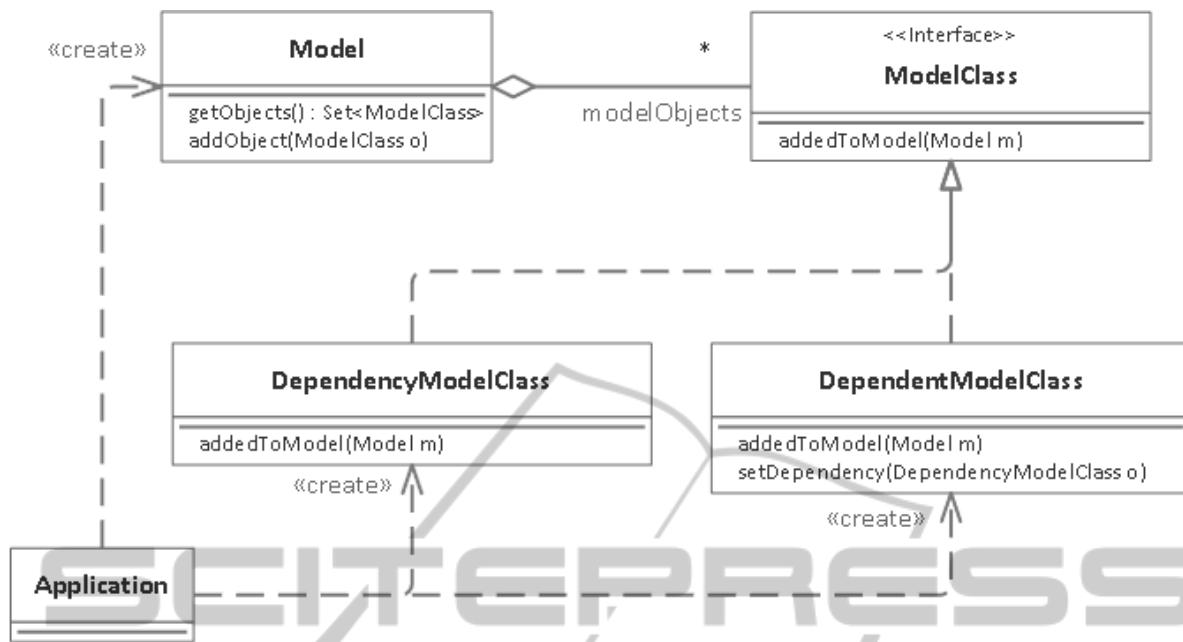 «create»
Model
getObjects() : Set<ModelClass>
addObject(ModelClass o)
*
modelObjects
<<Interface>>
ModelClass
addedToModel(Model m)
DependencyModelClass
addedToModel(Model m)
DependentModelClass
addedToModel(Model m)
setDependency(DependencyModelClass o)
«create»
«create»
Application
SCITEPRESS